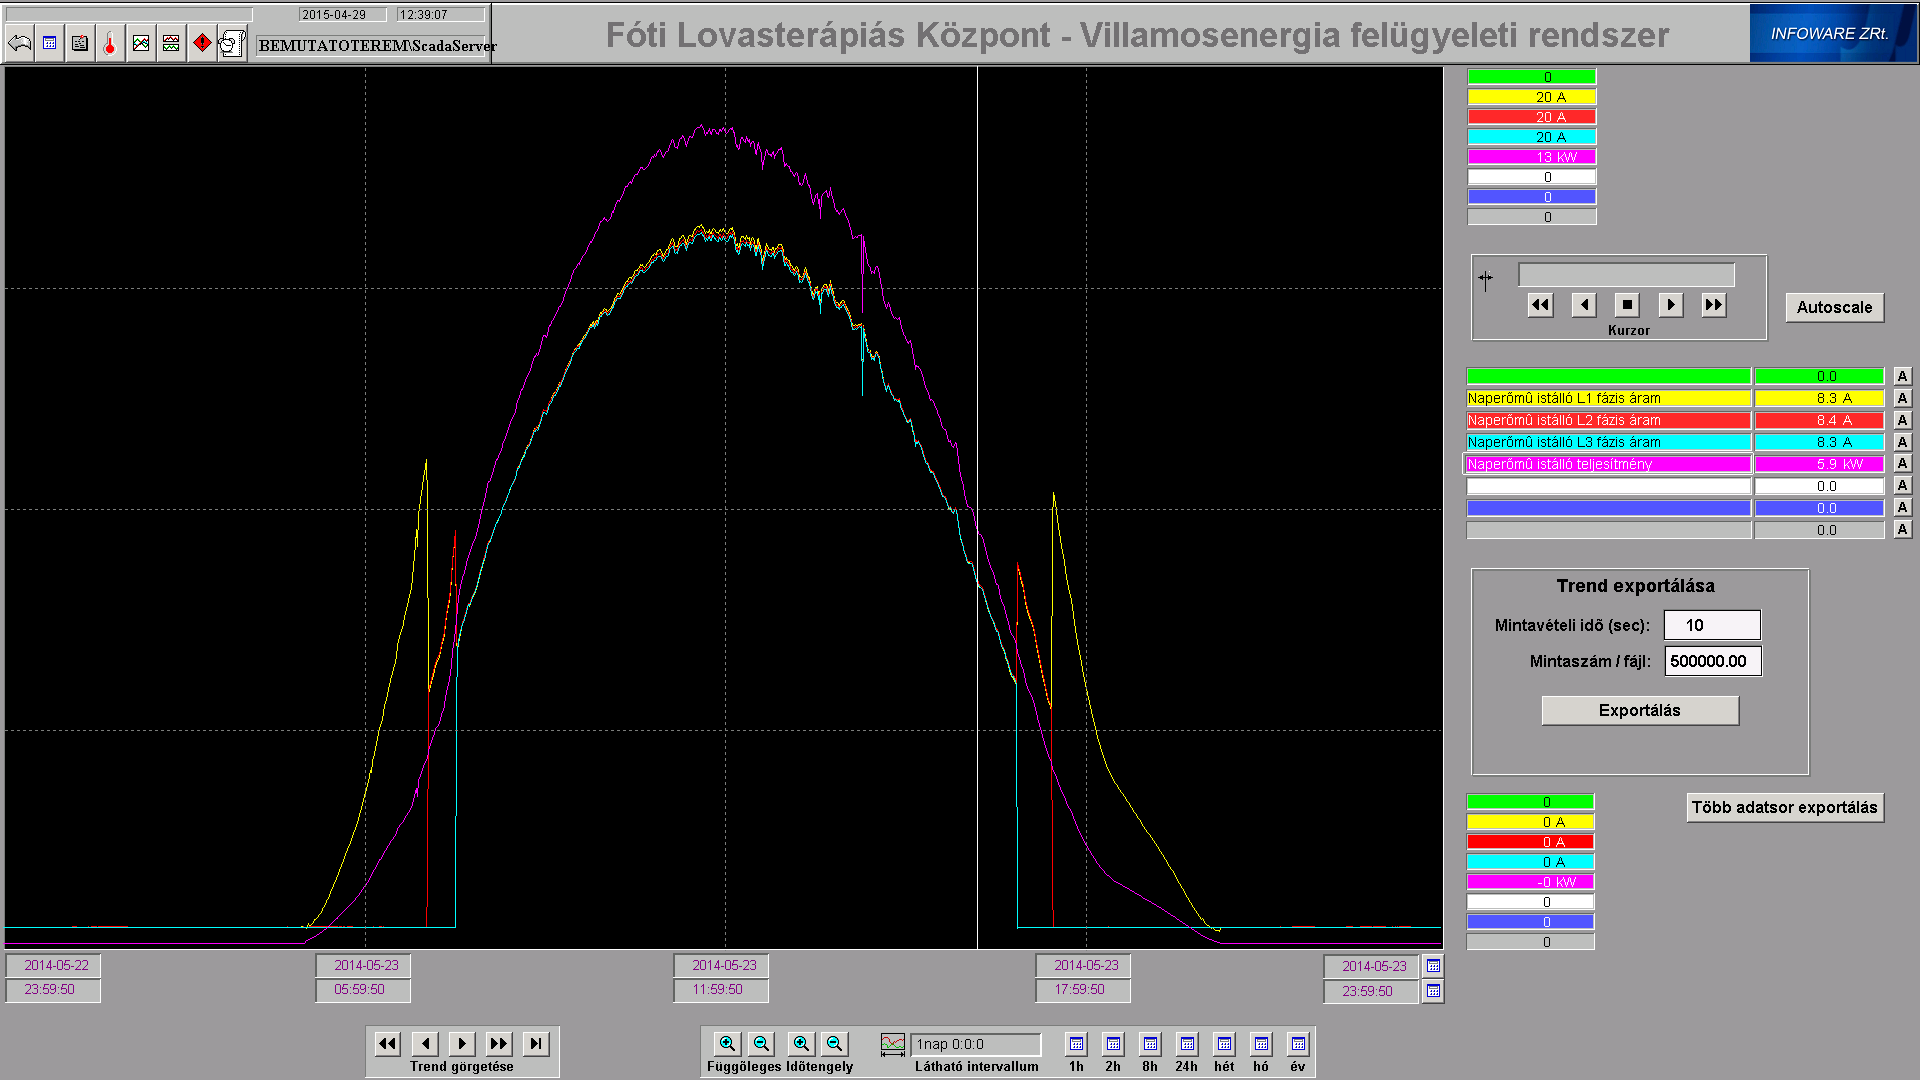 2015-04-29 12:39:07
BEMUTATOTEREM\ScadaServer
Fóti Lovasterápiás Központ - Villamosenergia felügyeleti rendszer
INFOWARE ZRt.
0
20 A
20 A
20 A
13 kW
0
0
0
Kurzor
Autoscale
0.0 A
Naperőmû istálló L1 fázis áram 8.3 A A
Naperőmû istálló L2 fázis áram 8.4 A A
Naperőmû istálló L3 fázis áram 8.3 A A
Naperőmû istálló teljesítmény 5.9 kW A
0.0 A
0.0 A
0.0 A
Trend exportálása
Mintavételi idő (sec): 10
Mintaszám / fájl: 500000.00
Exportálás
Több adatsor exportálás
0
0 A
0 A
0 A
-0 kW
0
0
0
2014-05-22 2014-05-23 2014-05-23 2014-05-23 2014-05-23
23:59:50 05:59:50 11:59:50 17:59:50 23:59:50
Trend görgetése
Függőleges Időtengely
1nap 0:0:0
Látható intervallum
1h 2h 8h 24h hét hó év